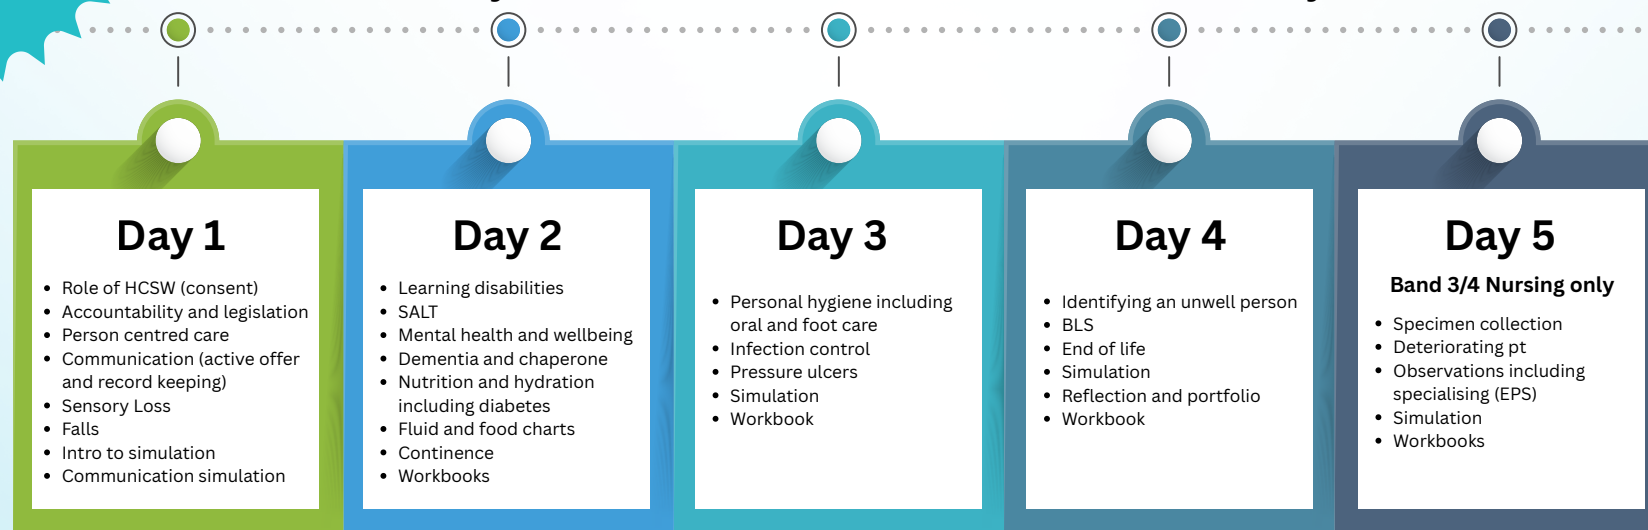 Day 1
• Role of HCSW (consent)
• Accountability and legislation
• Person centred care
• Communication (active offer
and record keeping)
• Sensory Loss
• Falls
• Intro to simulation
• Communication simulation
Day 2
• Learning disabilities
• SALT
• Mental health and wellbeing
• Dementia and chaperone
• Nutrition and hydration
including diabetes
• Fluid and food charts
• Continence
• Workbooks
Day 3
• Personal hygiene including
oral and foot care
• Infection control
• Pressure ulcers
• Simulation
• Workbook
Day 4
• Identifying an unwell person
• BLS
• End of life
• Simulation
• Reflection and portfolio
• Workbook
Day 5
Band 3/4 Nursing only
• Specimen collection
• Deteriorating pt
• Observations including
specialising (EPS)
• Simulation
• Workbooks